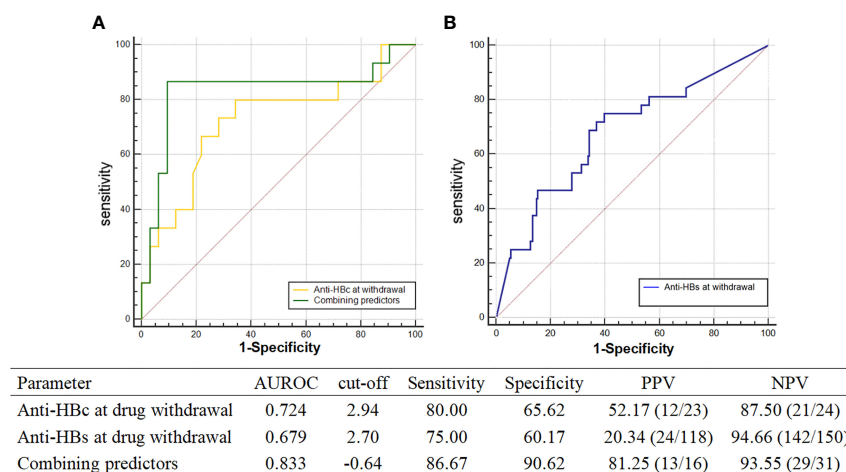 A
B
100
80
60
40
20
0
sensitivity
0 20 40 60 80 100
1-Specificity
Anti-HBc at withdrawal
Combining predictors
100
80
60
40
20
0
sensitivity
0 20 40 60 80 100
1-Specificity
Anti-HBs at withdrawal
Parameter AUROC cut-off Sensitivity Specificity PPV NPV
Anti-HBc at drug withdrawal 0.724 2.94 80.00 65.62 52.17 (12/23) 87.50 (21/24)
Anti-HBs at drug withdrawal 0.679 2.70 75.00 60.17 20.34 (24/118) 94.66 (142/150)
Combining predictors 0.833 -0.64 86.67 90.62 81.25 (13/16) 93.55 (29/31)